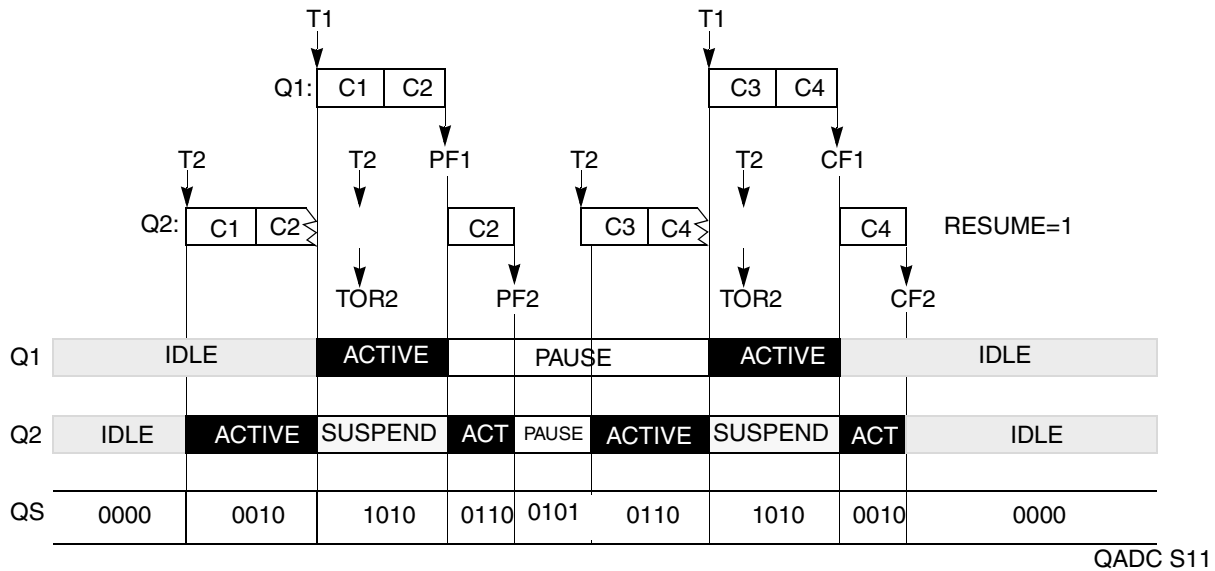 T1 T1
Q1: C1 C2 C3 C4
T2 T2 PF1 T2 T2 CF1
Q2: C1 C2 C2 C3 C4 C4 RESUME=1
TOR2 PF2 TOR2 CF2
Q1 IDLE ACTIVE PAUSE ACTIVE IDLE
Q2 IDLE ACTIVE SUSPEND ACT PAUSE ACTIVE SUSPEND ACT IDLE
QS 0000 0010 1010 0110 0101 0110 1010 0010 0000
QADC S11